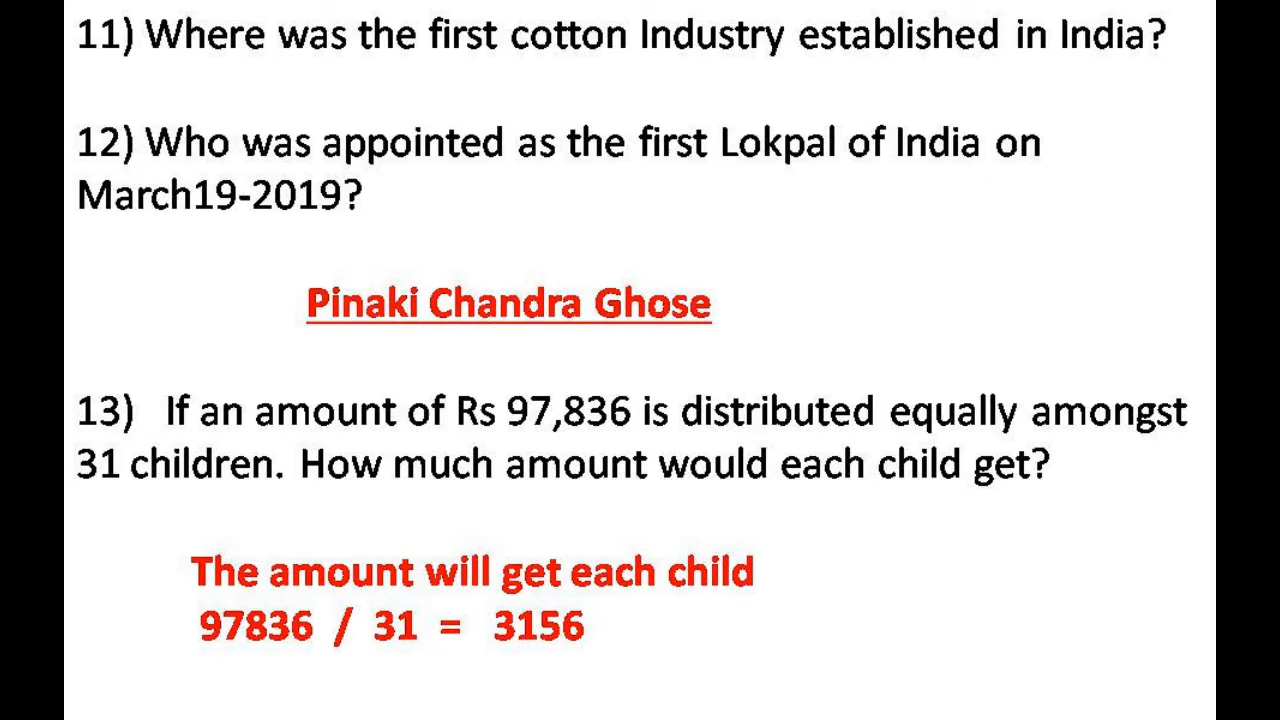 11) Where was the first cotton Industry established in India?
12) Who was appointed as the first Lokpal of India on
March19-2019?
Pinaki Chandra Ghose
13) If an amount of Rs 97,836 is distributed equally amongst
31 children. How much amount would each child get?
The amount will get each child
97836 / 31 = 3156